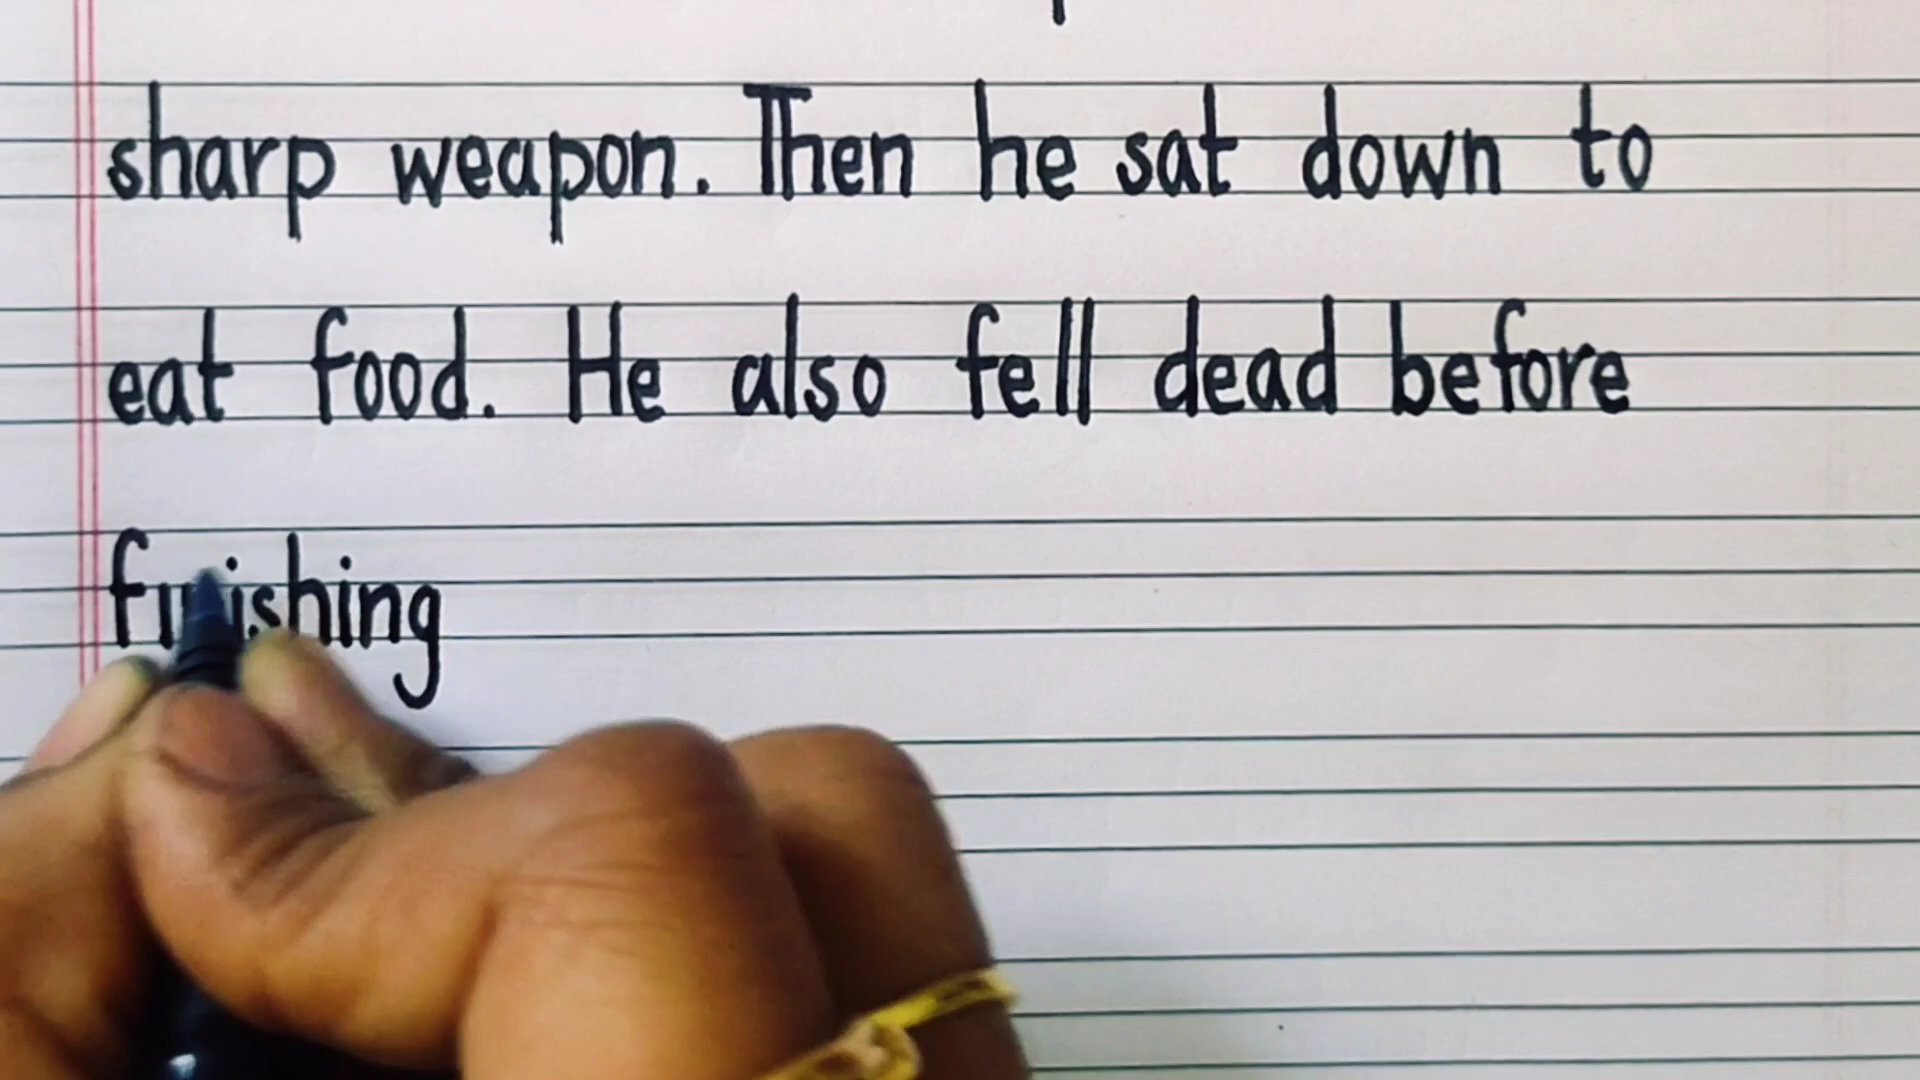 sharp weapon. Then he sat down to
eat food. He also fell dead before
finishing